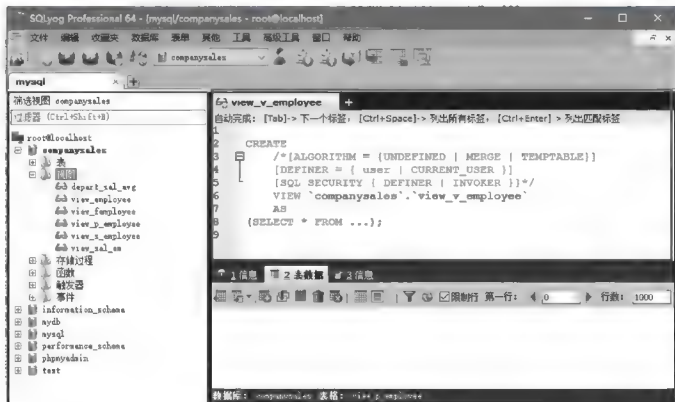 SQLyog Professional 64 - [mysql/companysales - root@localhost]
文件 编辑 收藏夹 数据库 表单 其他 工具 高级工具 窗口 帮助
companysales
mysql
筛选视图 companysales
过滤器 (Ctrl+Shift+B)
root@localhost
companysales
表
视图
depart_sal_avg
view_employee
view_femployee
view_p_employee
view_s_employee
view_sal_em
存储过程
函数
触发器
事件
information_schema
mydb
mysql
performance_schema
phpmyadmin
test
view_v_employee
自动完成: [Tab]-> 下一个标签, [Ctrl+Space]-> 列出所有标签, [Ctrl+Enter] -> 列出匹配标签
1
2 CREATE
3 /*[ALGORITHM = {UNDEFINED | MERGE | TEMPTABLE}]
4 [DEFINER = { user | CURRENT_USER }]
5 [SQL SECURITY { DEFINER | INVOKER }]*/
6 VIEW `companysales`.`view_v_employee`
7 AS
8 (SELECT * FROM ...);
9
1 信息 2 表数据 3 信息
限制行 第一行: 0 行数: 1000
数据库: companysales 表格: view_p_employee